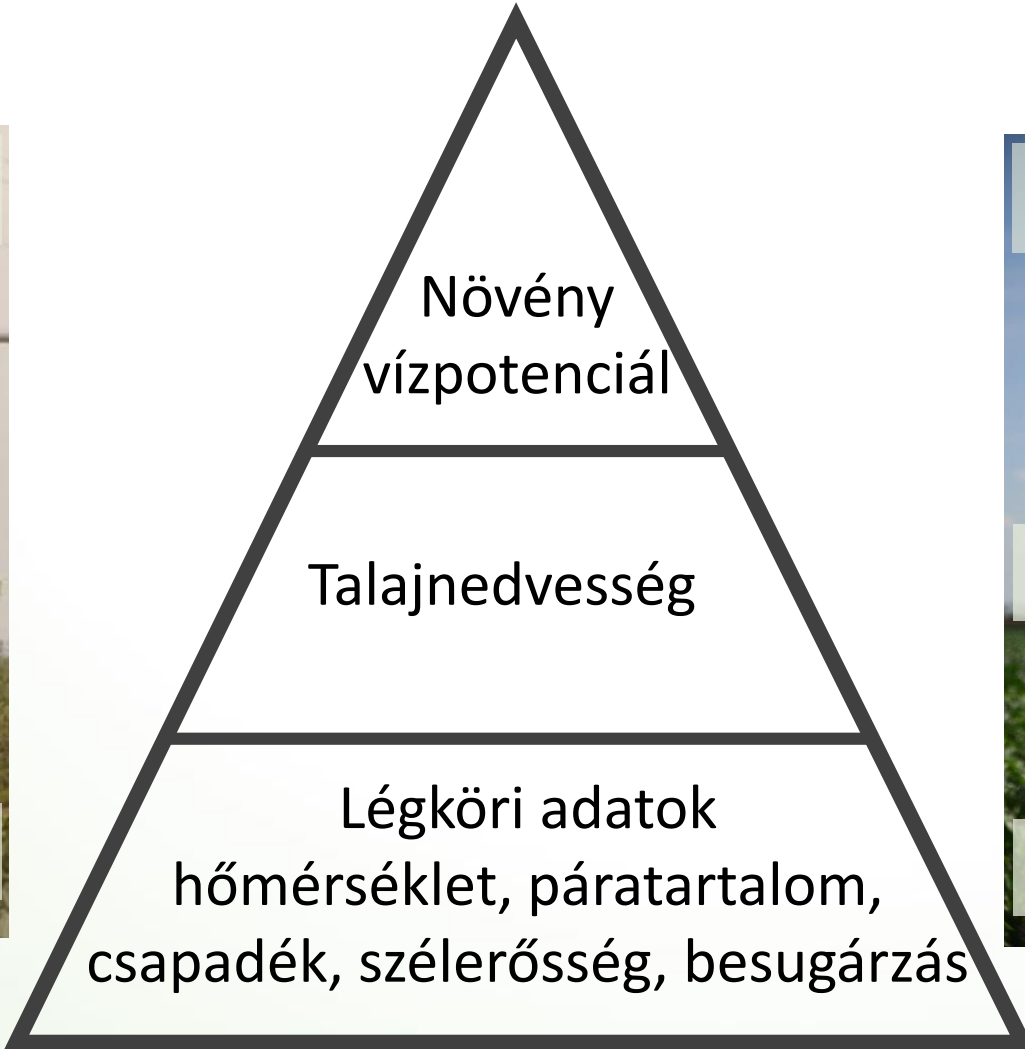 Növény
vízpotenciál
Talajnedvesség
Légköri adatok
hőmérséklet, páratartalom,
csapadék, szélerősség, besugárzás